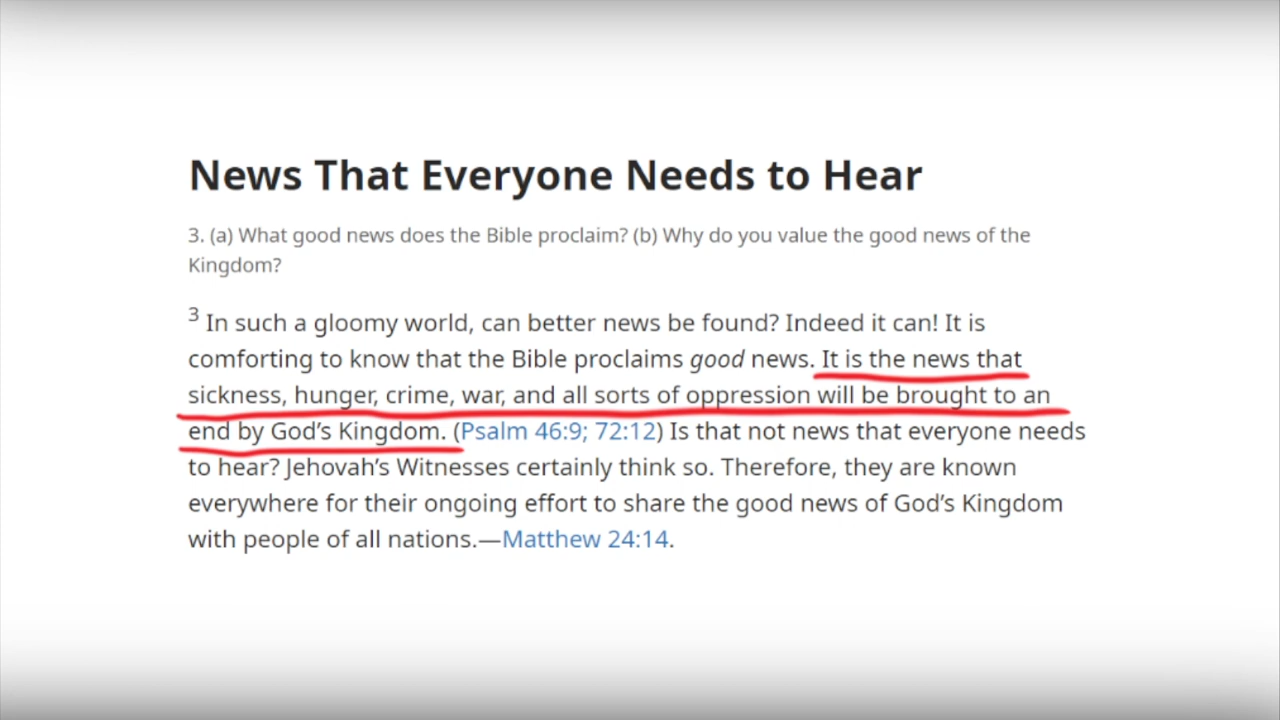 News That Everyone Needs to Hear
3. (a) What good news does the Bible proclaim? (b) Why do you value the good news of the
Kingdom?
3 In such a gloomy world, can better news be found? Indeed it can! It is
comforting to know that the Bible proclaims good news. It is the news that
sickness, hunger, crime, war, and all sorts of oppression will be brought to an
end by God’s Kingdom. (Psalm 46:9; 72:12) Is that not news that everyone needs
to hear? Jehovah’s Witnesses certainly think so. Therefore, they are known
everywhere for their ongoing effort to share the good news of God’s Kingdom
with people of all nations.—Matthew 24:14.